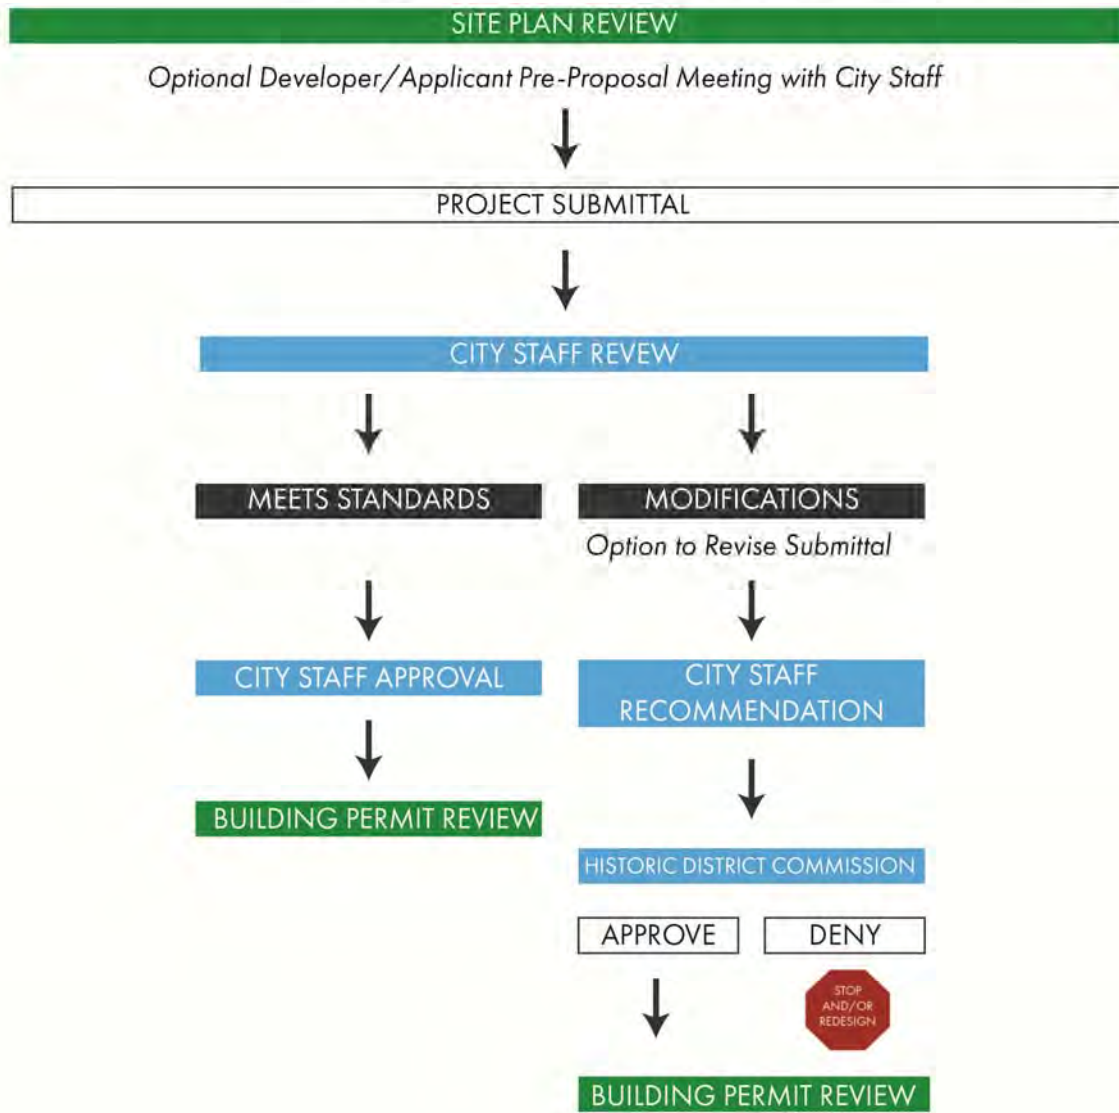 SITE PLAN REVIEW
Optional Developer/Applicant Pre-Proposal Meeting with City Staff
PROJECT SUBMITTAL
CITY STAFF REVIEW
MEETS STANDARDS
MODIFICATIONS
Option to Revise Submittal
CITY STAFF APPROVAL
CITY STAFF
RECOMMENDATION
BUILDING PERMIT REVIEW
HISTORIC DISTRICT COMMISSION
APPROVE
DENY
STOP
AND/OR
REDESIGN
BUILDING PERMIT REVIEW